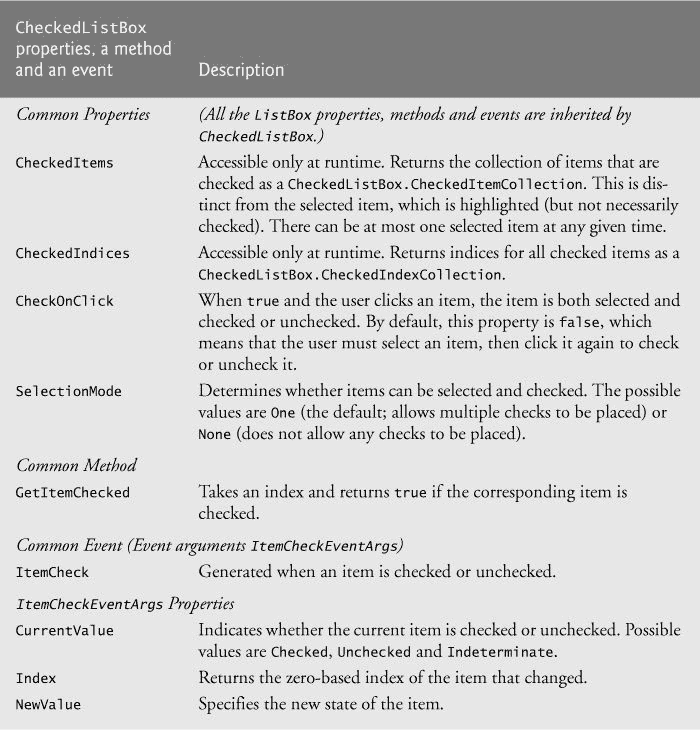 CheckedListBox
properties, a method
and an event
Description
Common Properties
(All the ListBox properties, methods and events are inherited by
CheckedListBox.)
CheckedItems
Accessible only at runtime. Returns the collection of items that are
checked as a CheckedListBox.CheckedItemCollection. This is dis-
tinct from the selected item, which is highlighted (but not necessarily
checked). There can be at most one selected item at any given time.
CheckedIndices
Accessible only at runtime. Returns indices for all checked items as a
CheckedListBox.CheckedIndexCollection.
CheckOnClick
When true and the user clicks an item, the item is both selected and
checked or unchecked. By default, this property is false, which
means that the user must select an item, then click it again to check
or uncheck it.
SelectionMode
Determines whether items can be selected and checked. The possible
values are One (the default; allows multiple checks to be placed) or
None (does not allow any checks to be placed).
Common Method
GetItemChecked
Takes an index and returns true if the corresponding item is
checked.
Common Event (Event arguments ItemCheckEventArgs)
ItemCheck
Generated when an item is checked or unchecked.
ItemCheckEventArgs Properties
CurrentValue
Indicates whether the current item is checked or unchecked. Possible
values are Checked, Unchecked and Indeterminate.
Index
Returns the zero-based index of the item that changed.
NewValue
Specifies the new state of the item.